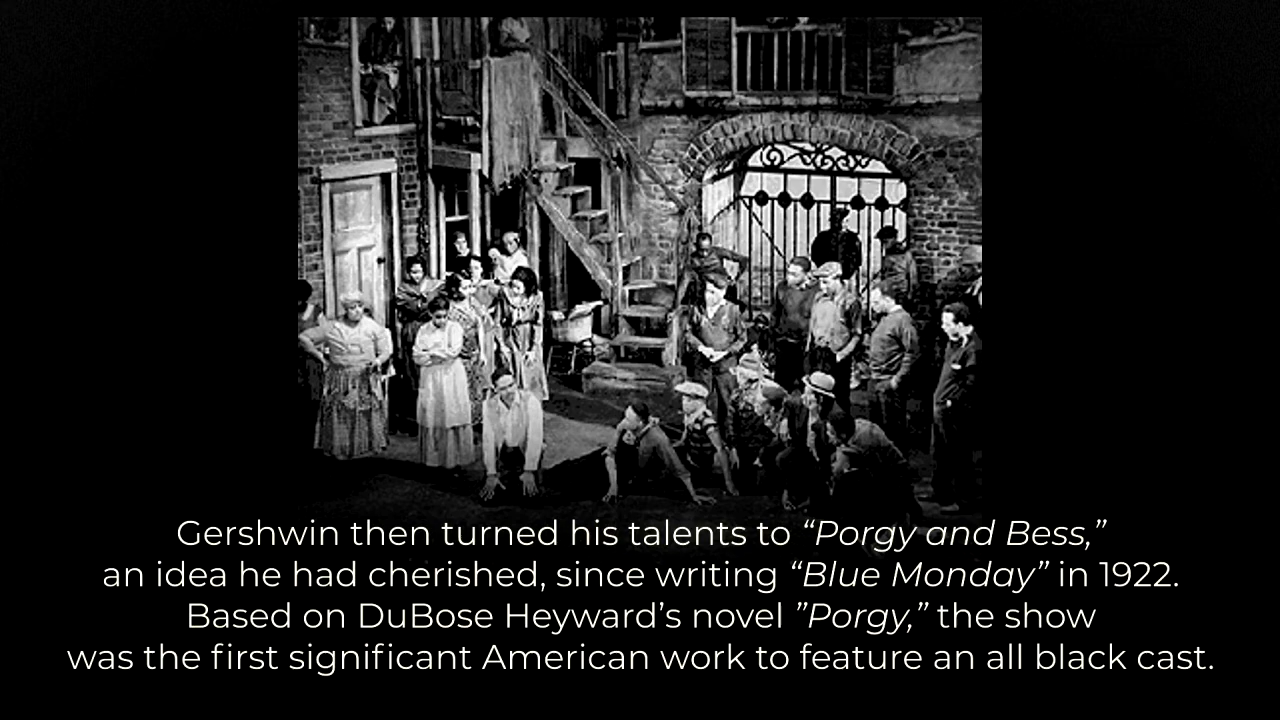 Gershwin then turned his talents to “Porgy and Bess,”
an idea he had cherished, since writing “Blue Monday” in 1922.
Based on DuBose Heyward’s novel ”Porgy,” the show
was the first significant American work to feature an all black cast.